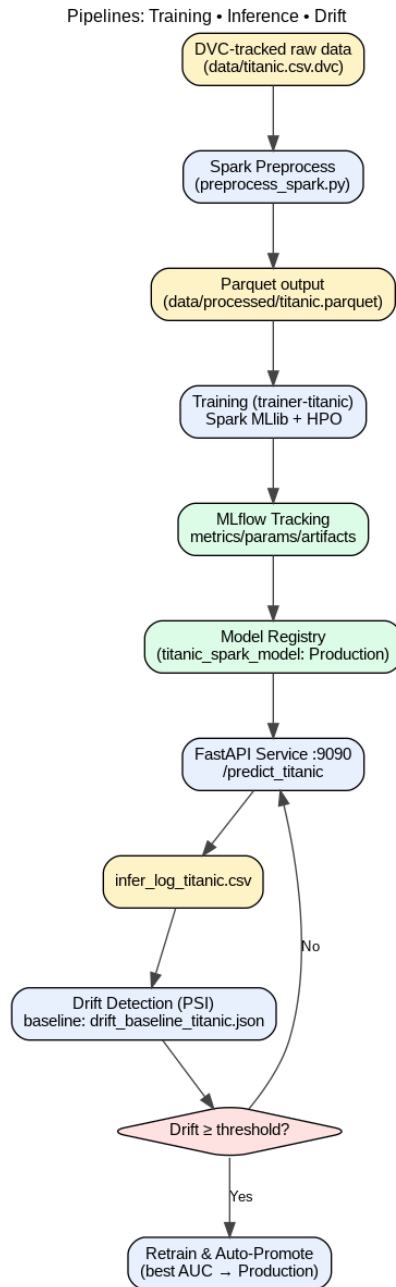 Pipelines: Training • Inference • Drift
DVC-tracked raw data
(data/titanic.csv.dvc)
Spark Preprocess
(preprocess_spark.py)
Parquet output
(data/processed/titanic.parquet)
Training (trainer-titanic)
Spark MLlib + HPO
MLflow Tracking
metrics/params/artifacts
Model Registry
(titanic_spark_model: Production)
FastAPI Service :9090
/predict_titanic
infer_log_titanic.csv
No
Drift Detection (PSI)
baseline: drift_baseline_titanic.json
Drift ≥ threshold?
Yes
Retrain & Auto-Promote
(best AUC → Production)